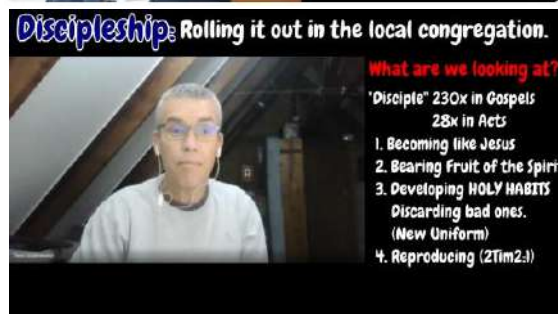 Discipleship: Rolling it out in the local congregation.
What are we looking at?
"Disciple" 230x in Gospels
28x in Acts
1. Becoming like Jesus
2. Bearing Fruit of the Spiri
3. Developing HOLY HABITS
Discarding bad ones.
(New Uniform)
4. Reproducing (2Tim2:1)